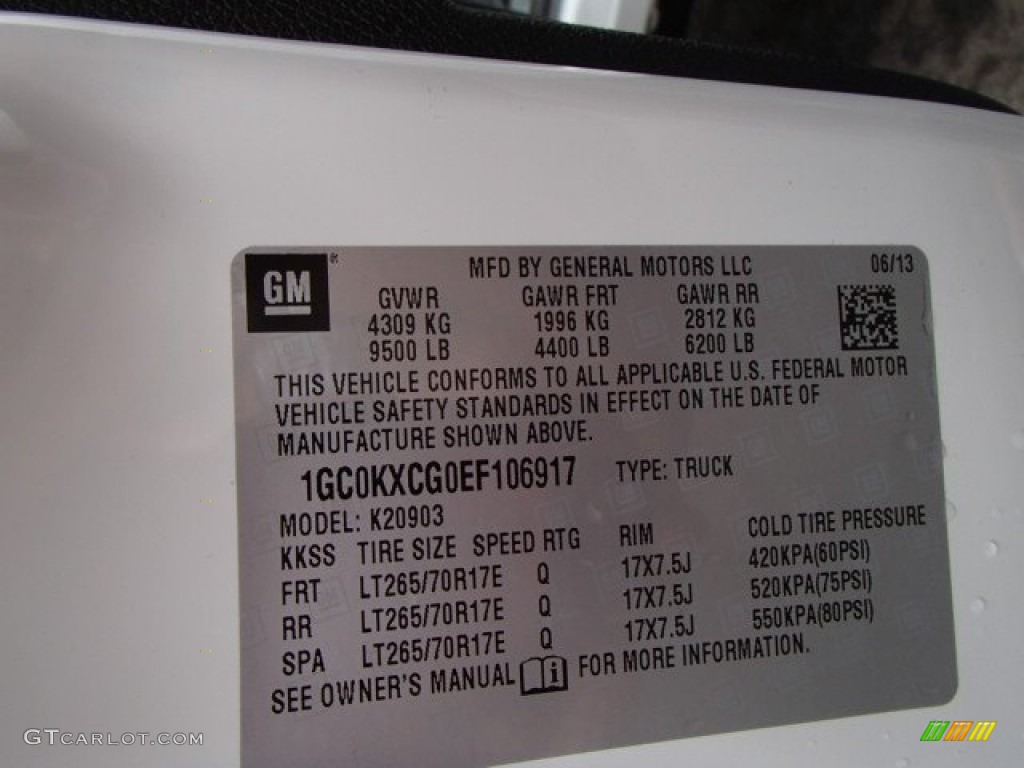 GM ® MFD BY GENERAL MOTORS LLC 06/13
GVWR GAWR FRT GAWR RR
4309 KG 1996 KG 2812 KG
9500 LB 4400 LB 6200 LB
THIS VEHICLE CONFORMS TO ALL APPLICABLE U.S. FEDERAL MOTOR
VEHICLE SAFETY STANDARDS IN EFFECT ON THE DATE OF
MANUFACTURE SHOWN ABOVE.
1GC0KXCG0EF106917 TYPE: TRUCK
MODEL: K20903
KKSS TIRE SIZE SPEED RTG RIM COLD TIRE PRESSURE
FRT LT265/70R17E Q 17X7.5J 420KPA(60PSI)
RR LT265/70R17E Q 17X7.5J 520KPA(75PSI)
SPA LT265/70R17E Q 17X7.5J 550KPA(80PSI)
SEE OWNER'S MANUAL i FOR MORE INFORMATION.
GTCARLOT.COM